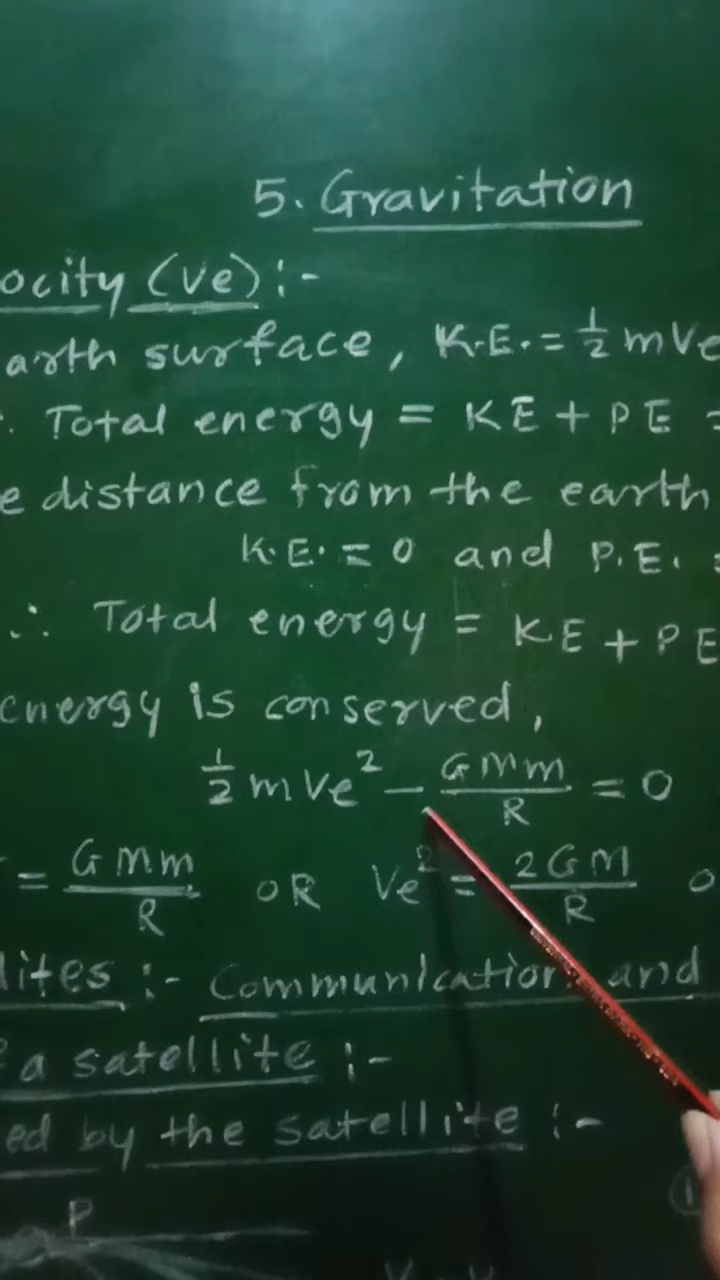 5. Gravitation
ocity (Ve) :-
arth surface, K.E. = 1/2 mVe
. Total energy = KE + PE =
e distance from the earth
K.E. = 0 and P.E. =
∴ Total energy = KE + PE
energy is conserved,
1/2 mVe² - GMm/R = 0
= GMm/R OR Ve² = 2GM/R o
lites :- Communication and
a satellite :-
ed by the satellite :-
1
P